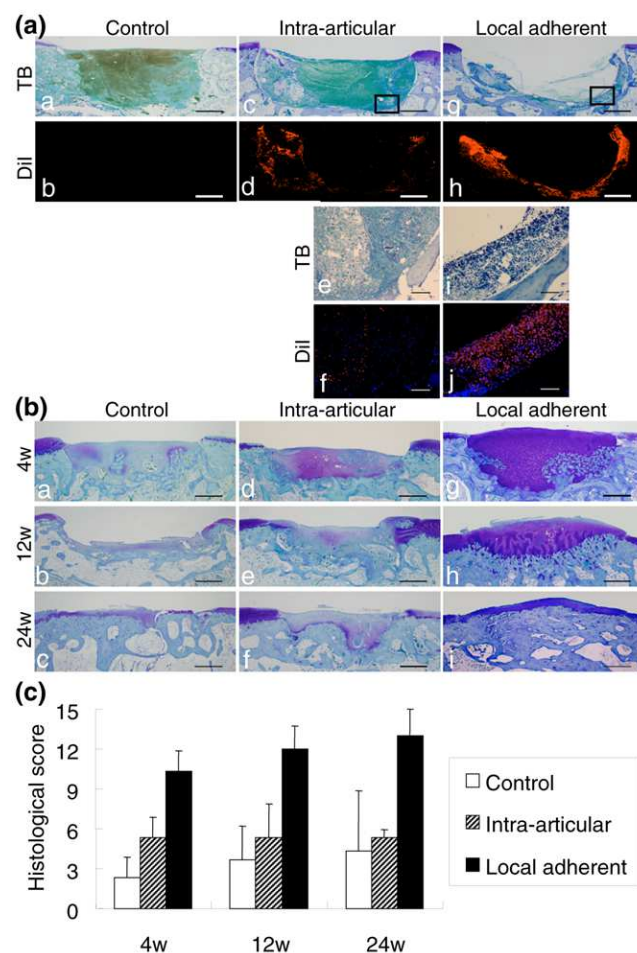 (a) Control Intra-articular Local adherent
TB
a c g
DiI
b d h
TB
e i
DiI
f j
(b) Control Intra-articular Local adherent
4w
a d g
12w
b e h
24w
c f i
(c)
Histological score
15
12
9
6
3
0
4w 12w 24w
Control
Intra-articular
Local adherent